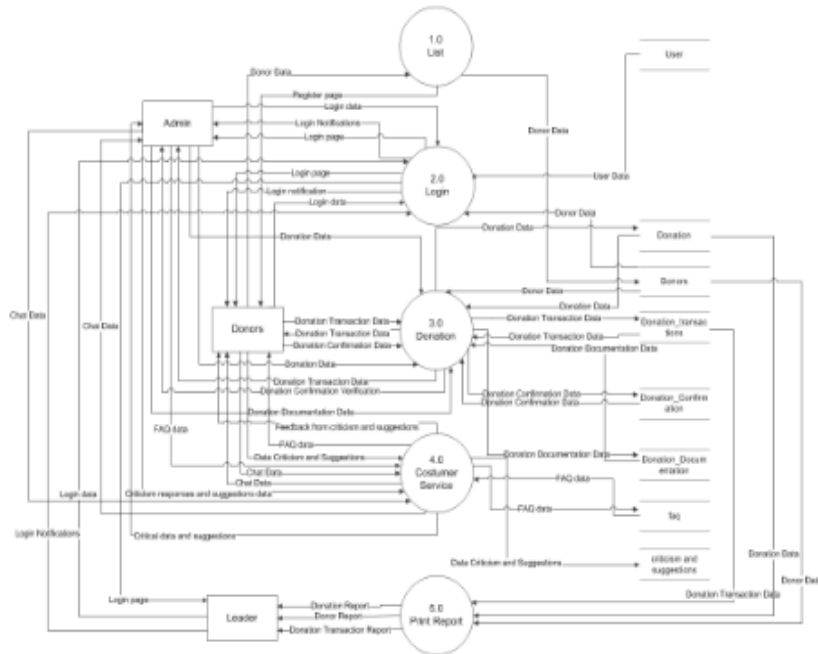 1.0
List
User
Donor Data
Register page
Admin
Login data
Login Notifications
Login page
Donor Data
2.0
Login
User Data
Login page
Login notification
Login data
Donor Data
Donation Data
Donation
Donation Data
Donor Data
Donors
Donation Data
Chat Data
Chat Data
Donors
Donation Transaction Data
Donation Transaction Data
Donation Confirmation Data
3.0
Donation
Donation Transaction Data
Donation_transac
tions
Donation Transaction Data
Donation Documentation Data
Donation Data
Donation Transaction Data
Donation Confirmation Verification
Donation Confirmation Data
Donation Confirmation Data
Donation_Confirm
ation
Donation Documentation Data
Feedback from criticism and suggestions
FAQ data
FAQ data
Data Criticism and Suggestions
Chat Data
Chat Data
4.0
Costumer
Service
Donation Documentation Data
Donation_Docum
entation
FAQ data
Login data
Criticism responses and suggestions data
FAQ data
Faq
Login Notifications
Critical data and suggestions
Data Criticism and Suggestions
criticism and
suggestions
Donation Data
Donor Data
Donation Transaction Data
Login page
Leader
Donation Report
Donor Report
Donation Transaction Report
5.0
Print Report